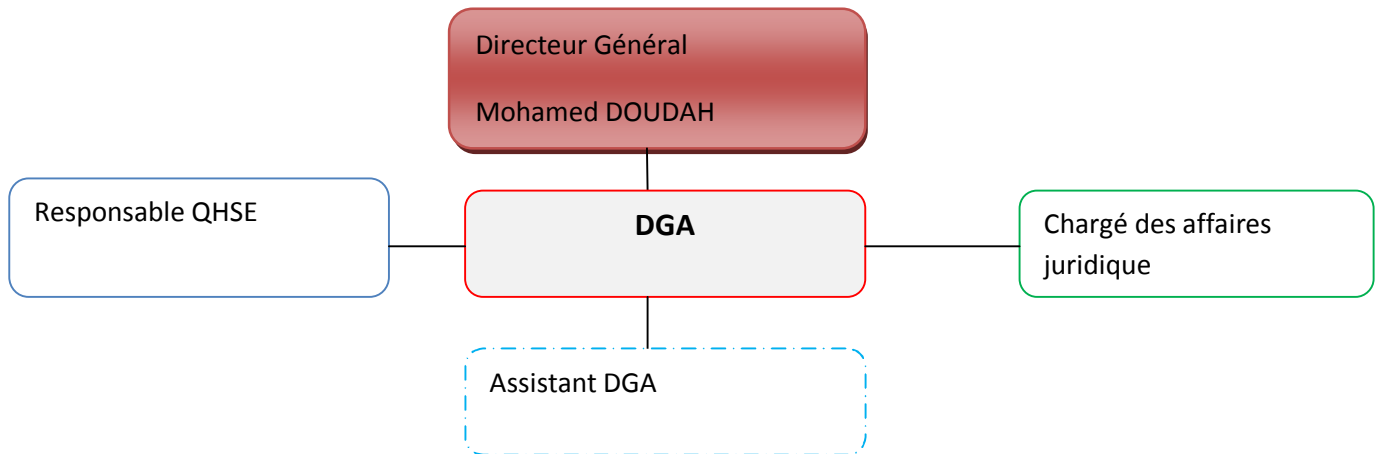 Directeur Général
Mohamed DOUDAH
Responsable QHSE
DGA
Chargé des affaires
juridique
Assistant DGA